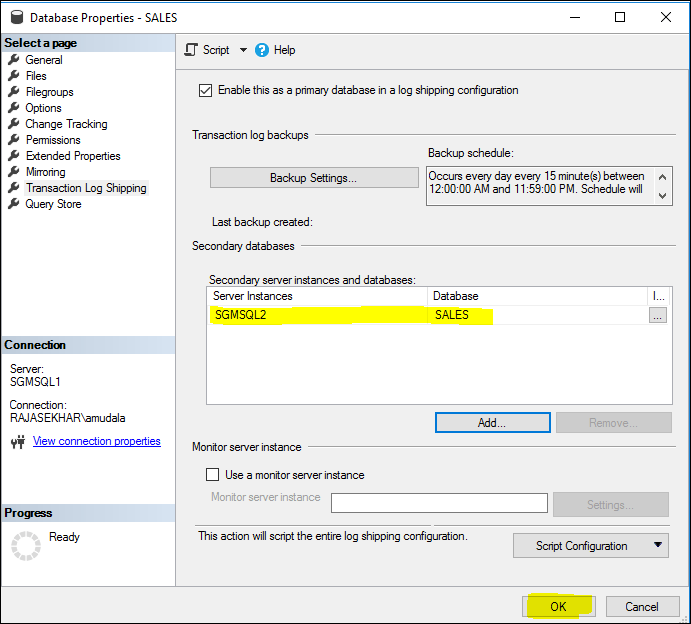 Database Properties - SALES
Select a page
General
Files
Filegroups
Options
Change Tracking
Permissions
Extended Properties
Mirroring
Transaction Log Shipping
Query Store
Connection
Server:
SGMSQL1
Connection:
RAJASEKHAR\amudala
View connection properties
Progress
Ready
Script
Help
Enable this as a primary database in a log shipping configuration
Transaction log backups
Backup schedule:
Backup Settings...
Occurs every day every 15 minute(s) between
12:00:00 AM and 11:59:00 PM. Schedule will
Last backup created:
Secondary databases
Secondary server instances and databases:
Server Instances Database I...
SGMSQL2 SALES ...
Add... Remove...
Monitor server instance
Use a monitor server instance
Monitor server instance Settings...
This action will script the entire log shipping configuration.
Script Configuration
OK Cancel